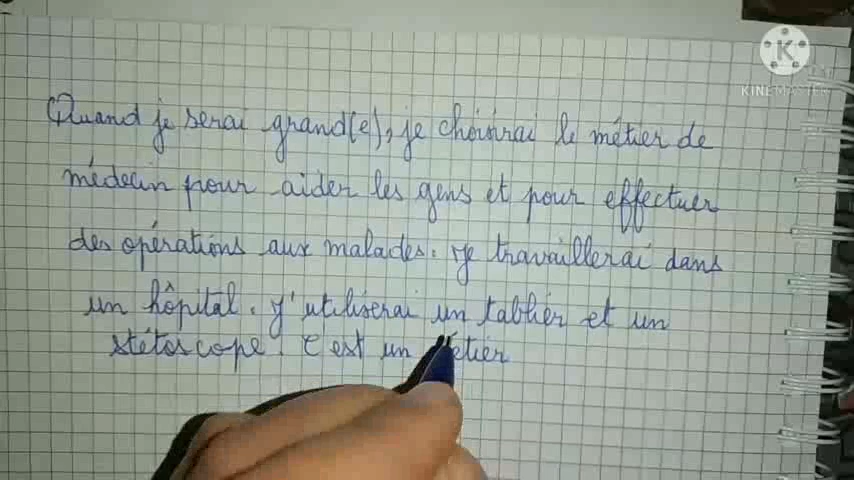 K
KINEMASTER
Quand je serai grand(e), je choisirai le métier de
médecin pour aider les gens et pour effectuer
des opérations aux malades. je travaillerai dans
un hôpital. j'utiliserai un tablier et un
stétoscope. C'est un métier